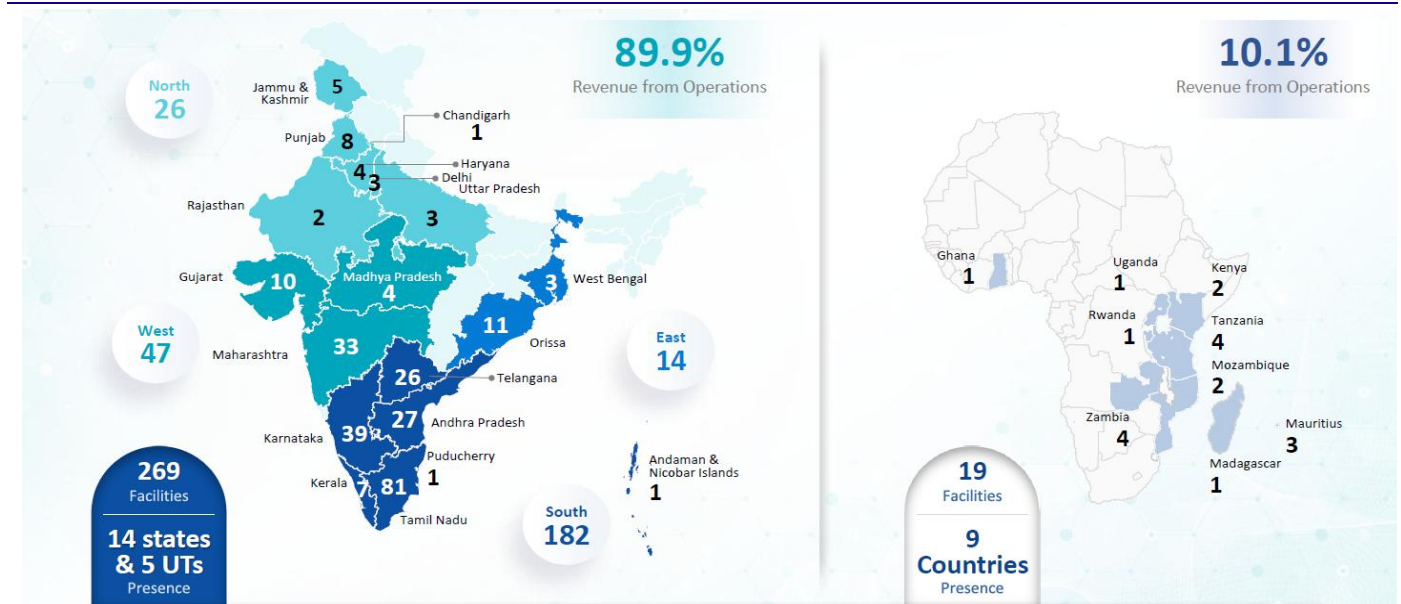 89.9%
Revenue from Operations
North
26
Jammu &
Kashmir
5
Chandigarh
1
Punjab
8
Haryana
4
Delhi
3
Uttar Pradesh
3
Rajasthan
2
Gujarat
10
Madhya Pradesh
4
West Bengal
3
West
47
Maharashtra
33
11
Orissa
East
14
26
Telangana
27
Andhra Pradesh
Karnataka
39
Puducherry
1
Kerala
7
81
Tamil Nadu
Andaman &
Nicobar Islands
1
South
182
269
Facilities
14 states
& 5 UTs
Presence
10.1%
Revenue from Operations
Ghana
1
Uganda
1
Kenya
2
Rwanda
1
Tanzania
4
Mozambique
2
Zambia
4
Mauritius
3
Madagascar
1
19
Facilities
9
Countries
Presence